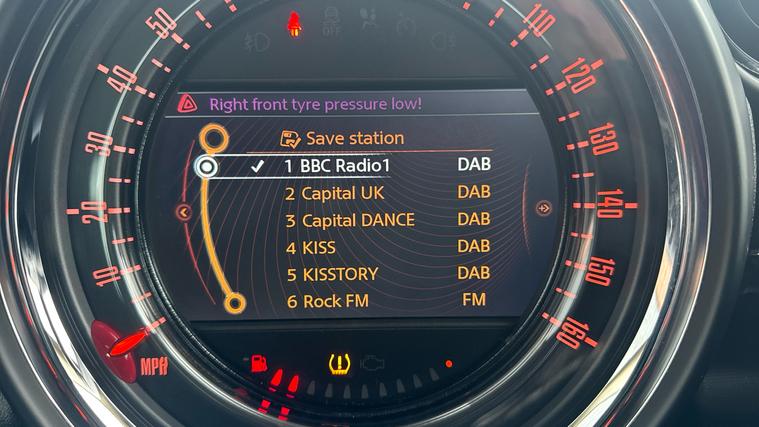 50
40
30
20
10
MPH
110
120
130
140
150
160
OFF
Right front tyre pressure low!
Save station
1 BBC Radio1 DAB
2 Capital UK DAB
3 Capital DANCE DAB
4 KISS DAB
5 KISSTORY DAB
6 Rock FM FM